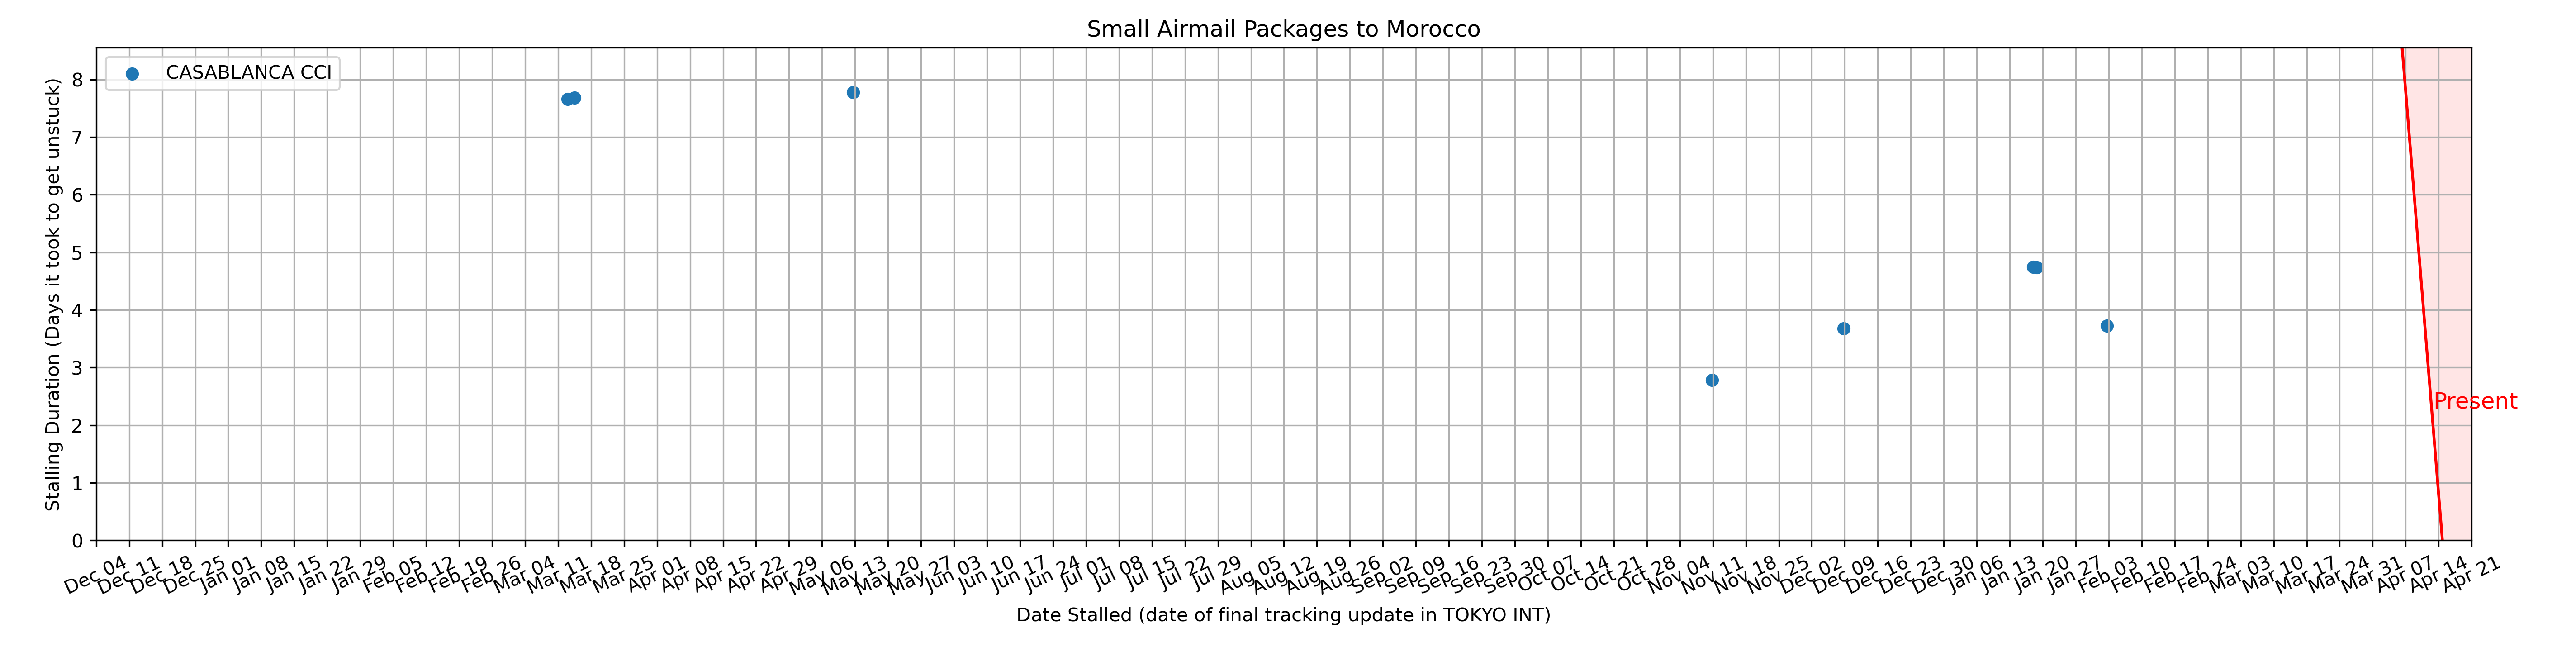 Small Airmail Packages to Morocco
CASABLANCA CCI
Stalling Duration (Days it took to get unstuck)
8
7
6
5
4
3
2
1
0
Present
Dec 04
Dec 11
Dec 18
Dec 25
Jan 01
Jan 08
Jan 15
Jan 22
Jan 29
Feb 05
Feb 12
Feb 19
Feb 26
Mar 04
Mar 11
Mar 18
Mar 25
Apr 01
Apr 08
Apr 15
Apr 22
Apr 29
May 06
May 13
May 20
May 27
Jun 03
Jun 10
Jun 17
Jun 24
Jul 01
Jul 08
Jul 15
Jul 22
Jul 29
Aug 05
Aug 12
Aug 19
Aug 26
Sep 02
Sep 09
Sep 16
Sep 23
Sep 30
Oct 07
Oct 14
Oct 21
Oct 28
Nov 04
Nov 11
Nov 18
Nov 25
Dec 02
Dec 09
Dec 16
Dec 23
Dec 30
Jan 06
Jan 13
Jan 20
Jan 27
Feb 03
Feb 10
Feb 17
Feb 24
Mar 03
Mar 10
Mar 17
Mar 24
Mar 31
Apr 07
Apr 14
Apr 21
Date Stalled (date of final tracking update in TOKYO INT)